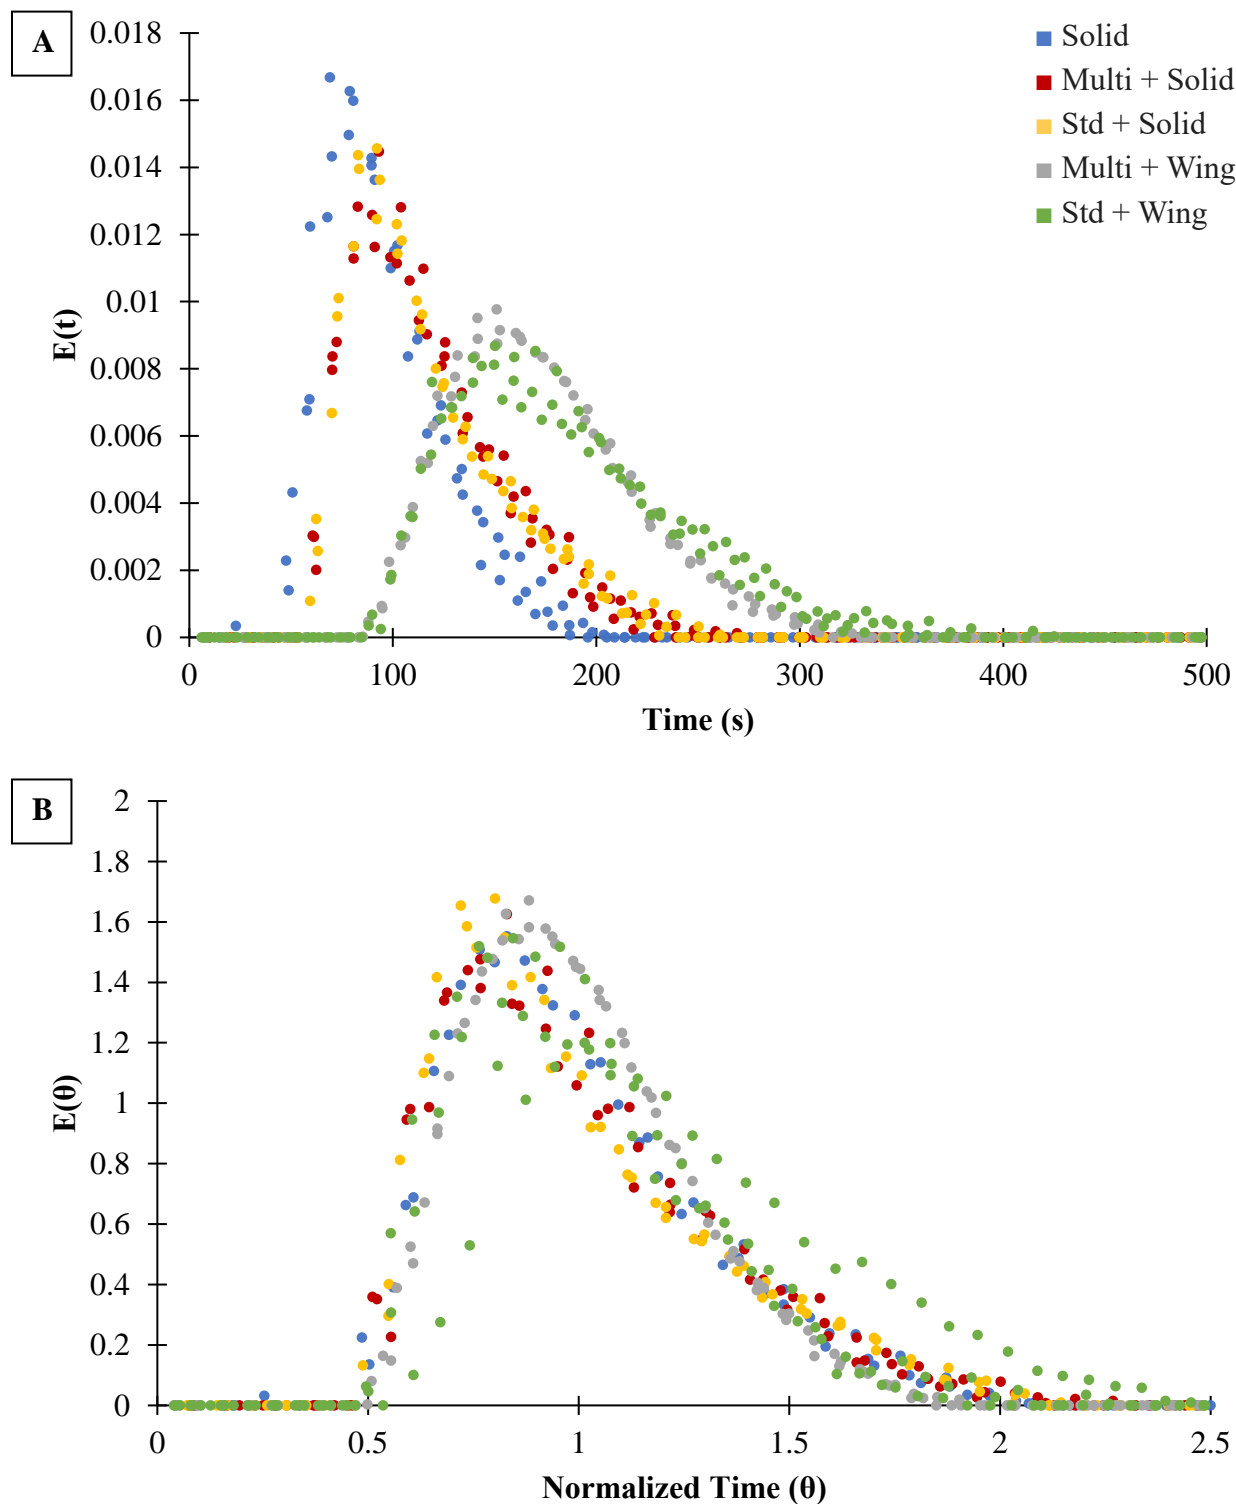 A
0.018
0.016
0.014
0.012
0.01
0.008
0.006
0.004
0.002
0
E(t)
0 100 200 300 400 500
Time (s)
Solid
Multi + Solid
Std + Solid
Multi + Wing
Std + Wing
B
2
1.8
1.6
1.4
1.2
1
0.8
0.6
0.4
0.2
0
E(θ)
0 0.5 1 1.5 2 2.5
Normalized Time (θ)